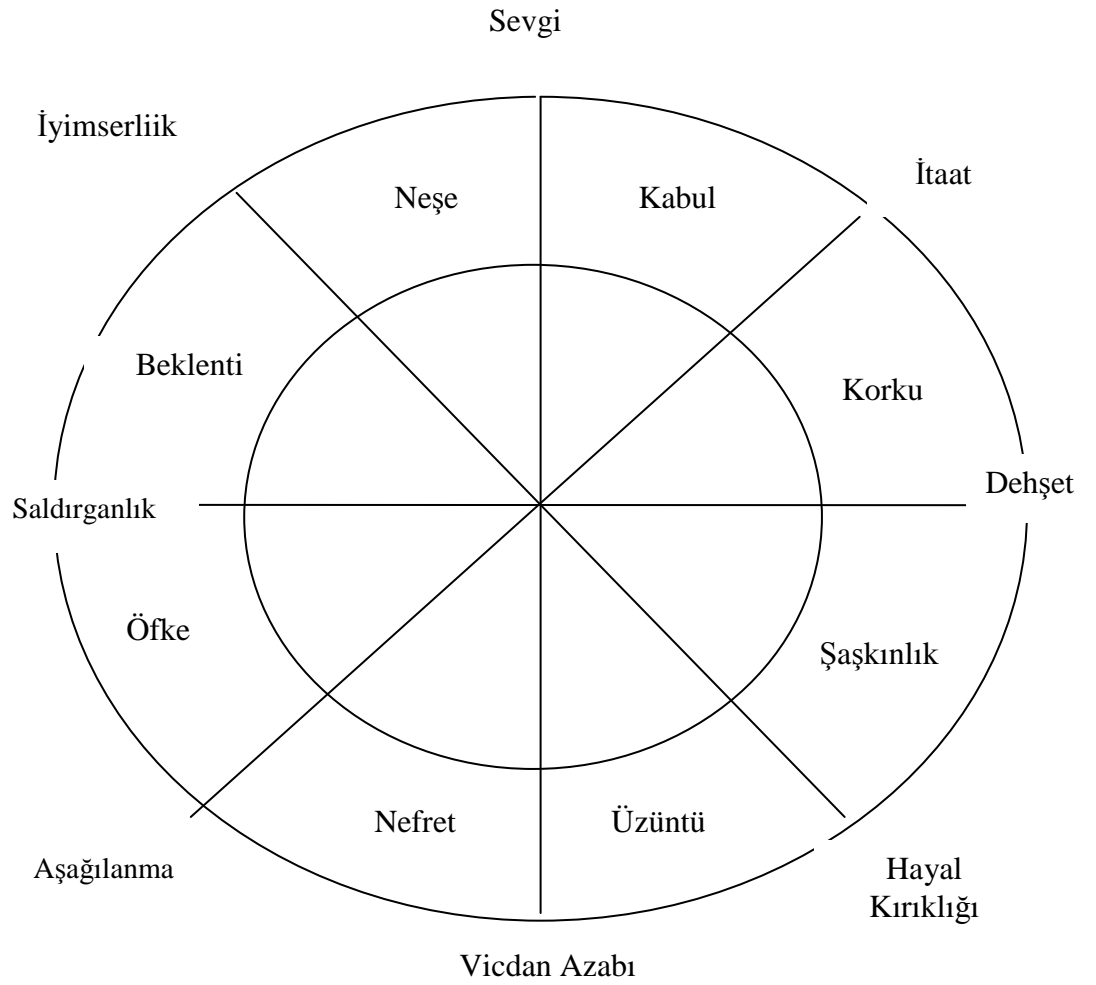 Sevgi
İyimserliik
İtaat
Neşe
Kabul
Beklenti
Korku
Dehşet
Saldırganlık
Öfke
Şaşkınlık
Nefret
Üzüntü
Aşağılanma
Hayal
Kırıklığı
Vicdan Azabı